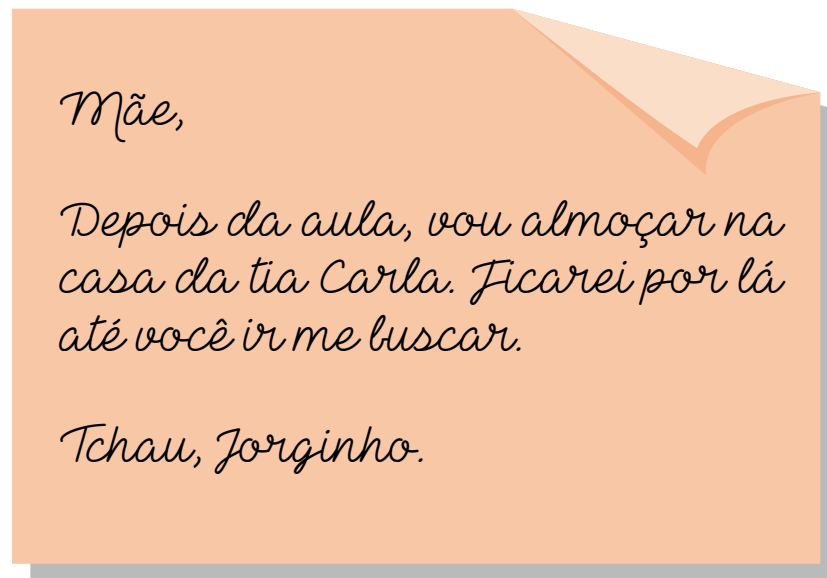 Mãe,
Depois da aula, vou almoçar na
casa da tia Carla. Ficarei por lá
até você ir me buscar.
Tchau, Jorginho.